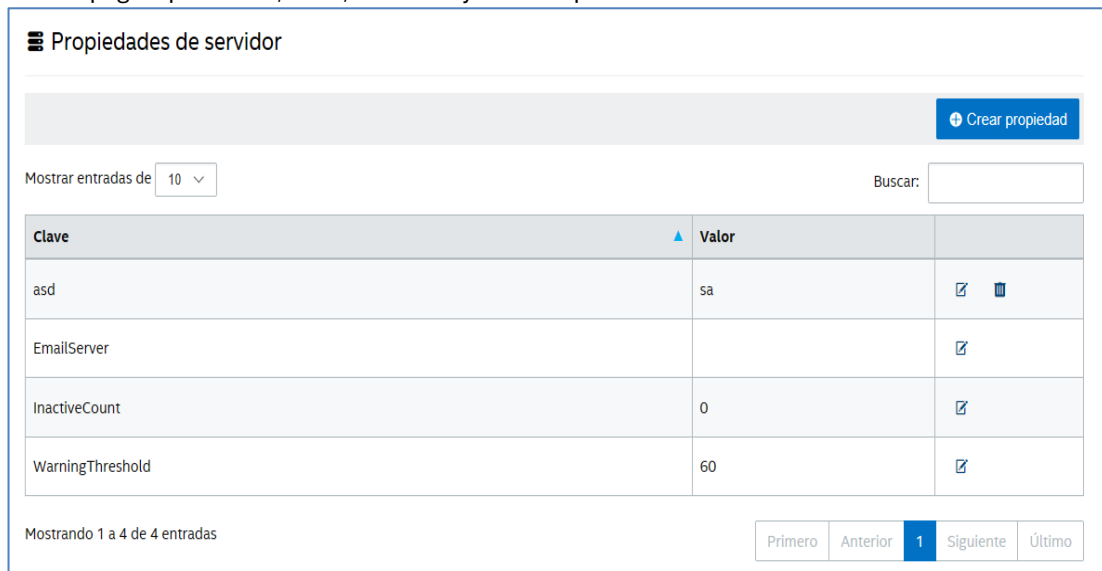 Propiedades de servidor
Crear propiedad
Mostrar entradas de 10
Buscar:
Clave Valor
asd sa
EmailServer
InactiveCount 0
WarningThreshold 60
Mostrando 1 a 4 de 4 entradas
Primero Anterior 1 Siguiente Último